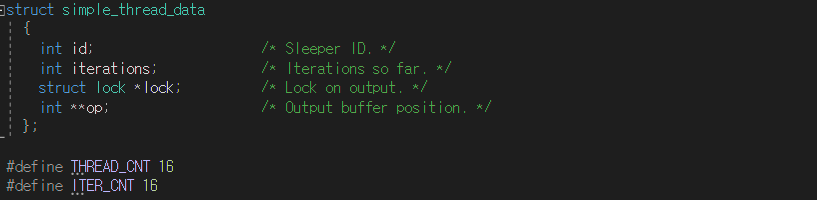 struct simple_thread_data
{
int id; /* Sleeper ID. */
int iterations; /* Iterations so far. */
struct lock *lock; /* Lock on output. */
int **op; /* Output buffer position. */
};
#define THREAD_CNT 16
#define ITER_CNT 16